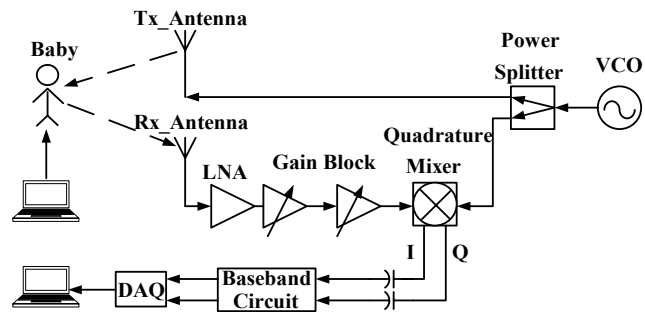 Tx_Antenna
Baby
Power
Splitter
VCO
Rx_Antenna
Quadrature
Mixer
LNA
Gain Block
I
Q
DAQ
Baseband
Circuit